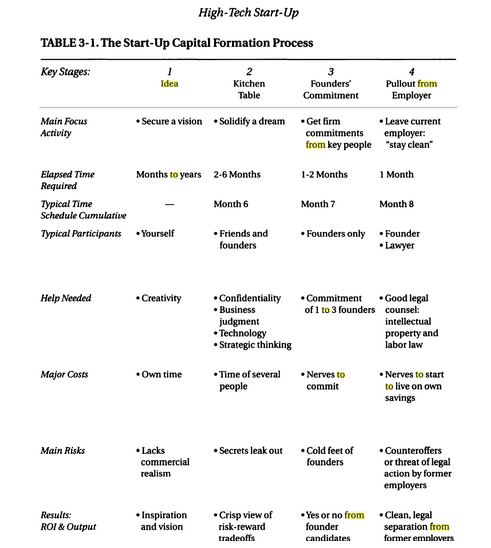 High-Tech Start-Up
TABLE 3-1. The Start-Up Capital Formation Process
Key Stages: 1 2 3 4
Idea Kitchen Founders' Pullout from
Table Commitment Employer
Main Focus • Secure a vision • Solidify a dream • Get firm • Leave current
Activity commitments employer:
from key people "stay clean"
Elapsed Time Months to years 2-6 Months 1-2 Months 1 Month
Required
Typical Time — Month 6 Month 7 Month 8
Schedule Cumulative
Typical Participants • Yourself • Friends and • Founders only • Founder
founders • Lawyer
Help Needed • Creativity • Confidentiality • Commitment • Good legal
• Business of 1 to 3 founders counsel:
judgment intellectual
• Technology property and
• Strategic thinking labor law
Major Costs • Own time • Time of several • Nerves to • Nerves to start
people commit to live on own
savings
Main Risks • Lacks • Secrets leak out • Cold feet of • Counteroffers
commercial founders or threat of legal
realism action by former
employers
Results: • Inspiration • Crisp view of • Yes or no from • Clean, legal
ROI & Output and vision risk-reward founder separation from
tradeoffs candidates former employers